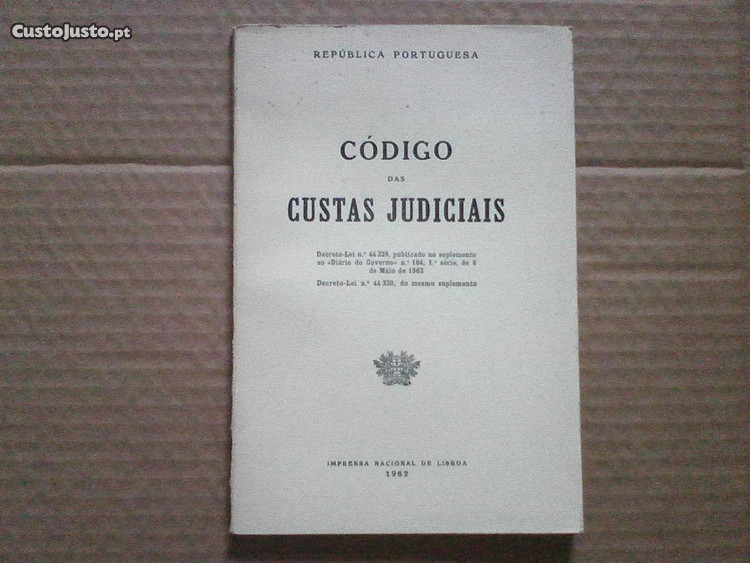 CustoJusto.pt
REPÚBLICA PORTUGUESA
CÓDIGO
DAS
CUSTAS JUDICIAIS
Decreto-Lei n.º 44 329, publicado no suplemento
ao «Diário do Governo» n.º 104, 1.ª série, de 8
de Maio de 1962
Decreto-Lei n.º 44 330, do mesmo suplemento
IMPRENSA NACIONAL DE LISBOA
1962